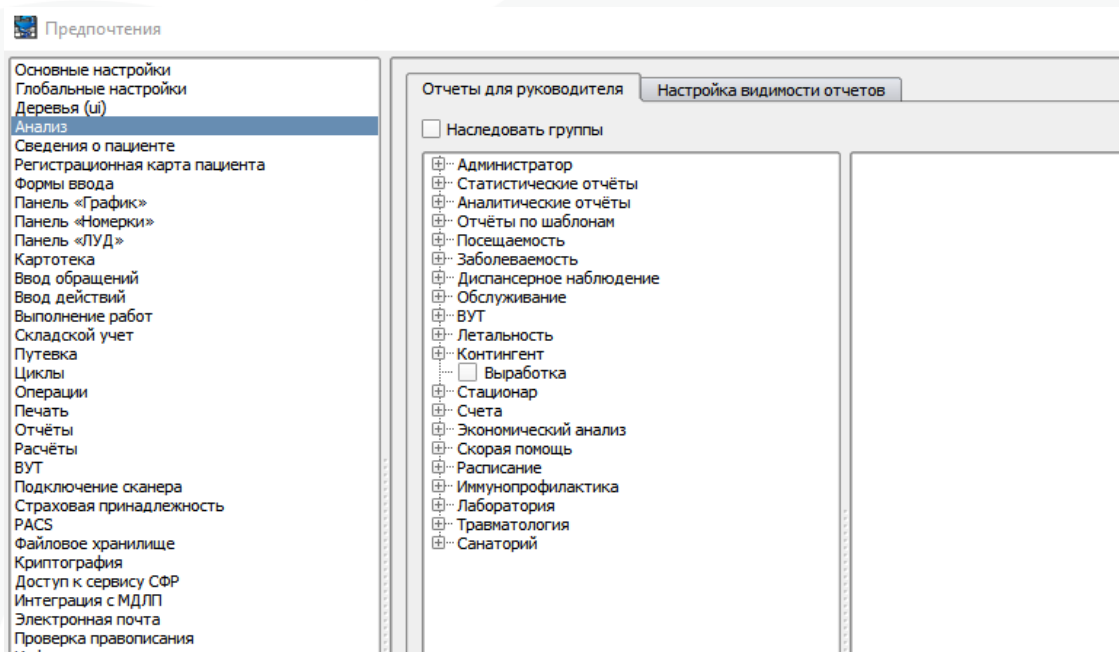 Предпочтения
Основные настройки
Глобальные настройки
Деревья (ui)
Анализ
Сведения о пациенте
Регистрационная карта пациента
Формы ввода
Панель «График»
Панель «Номерки»
Панель «ЛУД»
Картотека
Ввод обращений
Ввод действий
Выполнение работ
Складской учет
Путевка
Циклы
Операции
Печать
Отчёты
Расчёты
ВУТ
Подключение сканера
Страховая принадлежность
PACS
Файловое хранилище
Криптография
Доступ к сервису СФР
Интеграция с МДЛП
Электронная почта
Проверка правописания
Отчеты для руководителя
Настройка видимости отчетов
Наследовать группы
Администратор
Статистические отчёты
Аналитические отчёты
Отчёты по шаблонам
Посещаемость
Заболеваемость
Диспансерное наблюдение
Обслуживание
ВУТ
Летальность
Контингент
Выработка
Стационар
Счета
Экономический анализ
Скорая помощь
Расписание
Иммунопрофилактика
Лаборатория
Травматология
Санаторий